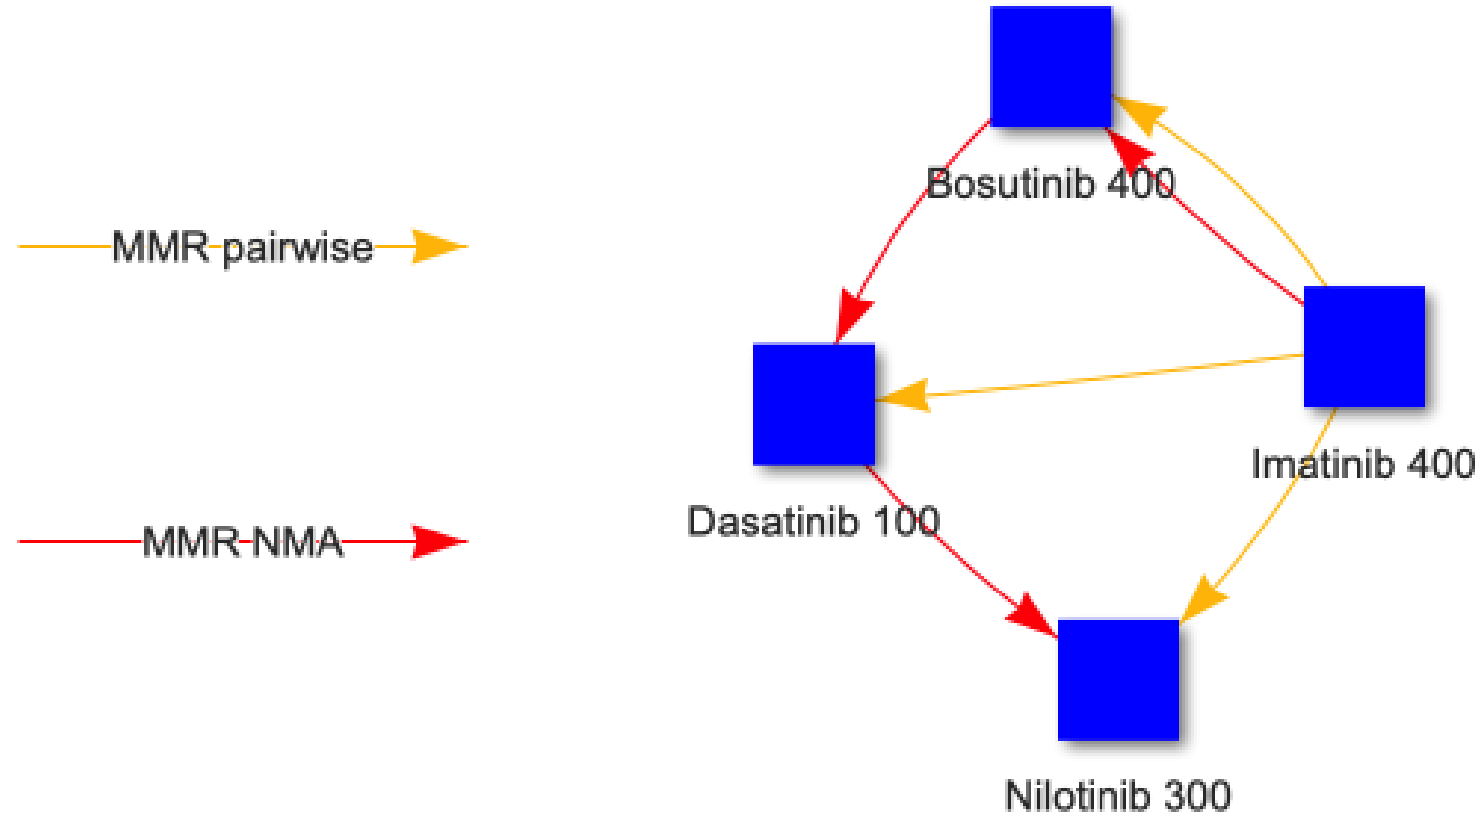 Bosutinib 400
MMR pairwise
Imatinib 400
Dasatinib 100
MMR NMA
Nilotinib 300